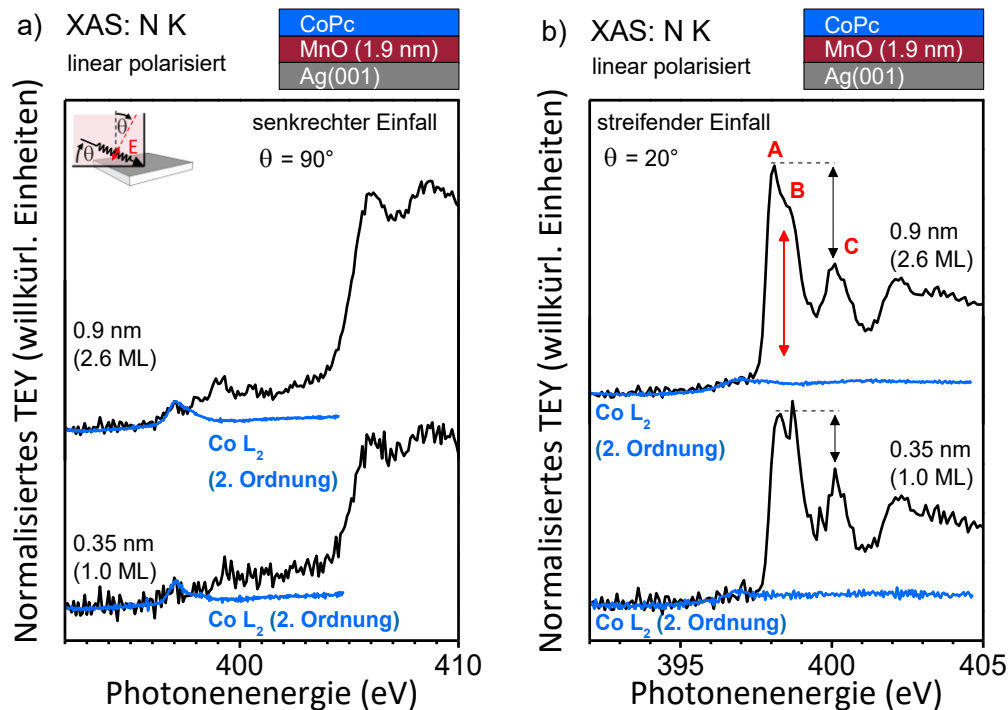 a) XAS: N K
linear polarisiert
CoPc
MnO (1.9 nm)
Ag(001)
Normalisiertes TEY (willkürl. Einheiten)
θ
θ
E
senkrechter Einfall
θ = 90°
0.9 nm
(2.6 ML)
Co L₂
(2. Ordnung)
0.35 nm
(1.0 ML)
Co L₂ (2. Ordnung)
400
410
Photonenenergie (eV)
b) XAS: N K
linear polarisiert
CoPc
MnO (1.9 nm)
Ag(001)
Normalisiertes TEY (willkürl. Einheiten)
streifender Einfall
θ = 20°
A
B
C
0.9 nm
(2.6 ML)
Co L₂
(2. Ordnung)
0.35 nm
(1.0 ML)
Co L₂ (2. Ordnung)
395
400
405
Photonenenergie (eV)